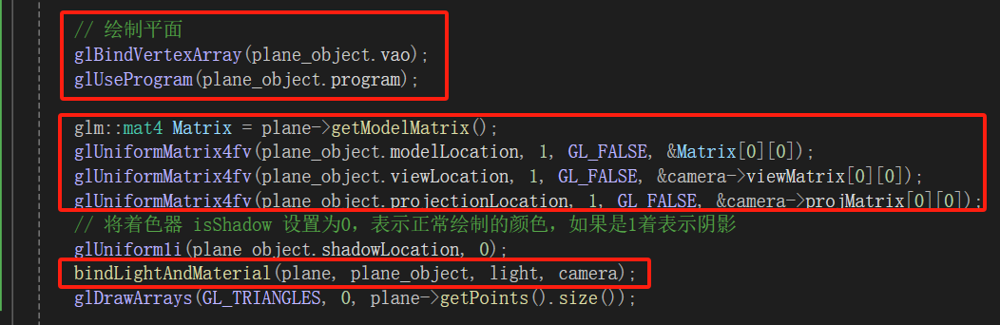 // 绘制平面
glBindVertexArray(plane_object.vao);
glUseProgram(plane_object.program);
glm::mat4 Matrix = plane->getModelMatrix();
glUniformMatrix4fv(plane_object.modelLocation, 1, GL_FALSE, &Matrix[0][0]);
glUniformMatrix4fv(plane_object.viewLocation, 1, GL_FALSE, &camera->viewMatrix[0][0]);
glUniformMatrix4fv(plane_object.projectionLocation, 1, GL_FALSE, &camera->projMatrix[0][0]);
// 将着色器 isShadow 设置为0，表示正常绘制的颜色，如果是1着表示阴影
glUniform1i(plane_object.shadowLocation, 0);
bindLightAndMaterial(plane, plane_object, light, camera);
glDrawArrays(GL_TRIANGLES, 0, plane->getPoints().size());